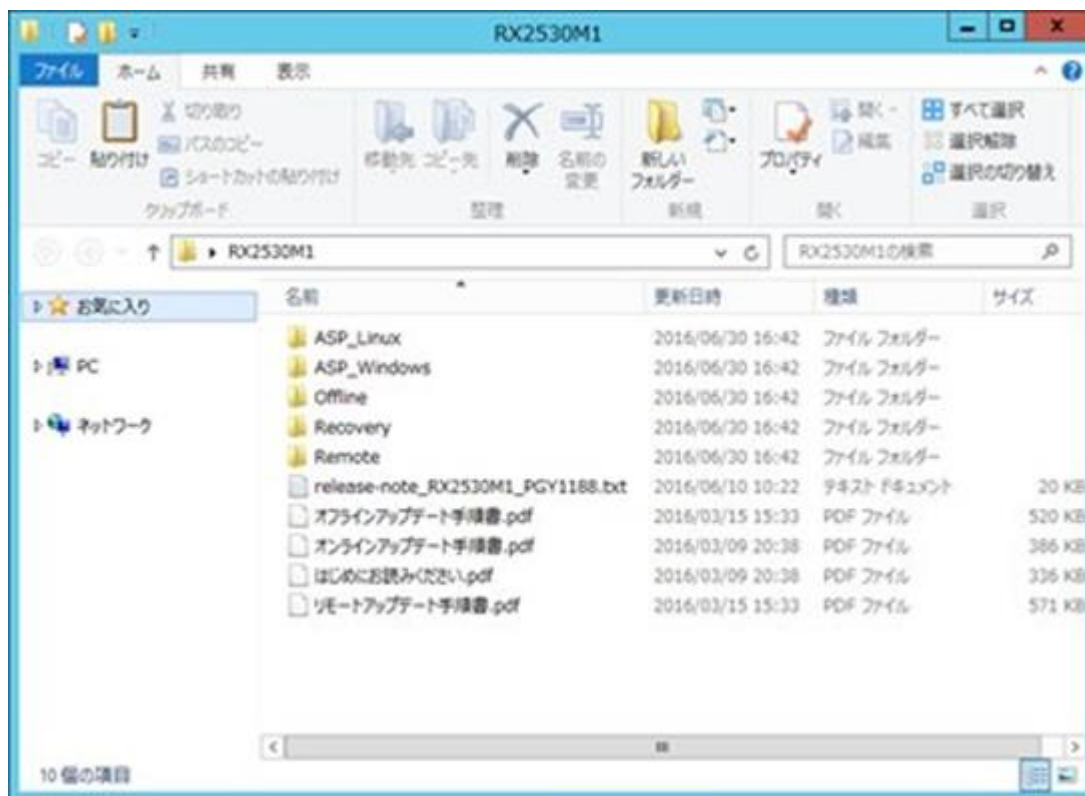 RX2530M1
ファイル ホーム 共有 表示
コピー 貼り付け 切り取り パスのコピー ショートカットの貼り付け
移動先 コピー先 削除 名前の変更
新しいフォルダー プロパティ 開く 編集
すべて選択 選択解除 選択の切り替え
クリップボード 整理 新規 開く 選択
RX2530M1 RX2530M1の検索
名前 更新日時 種類 サイズ
お気に入り
PC
ネットワーク
ASP_Linux 2016/06/30 16:42 ファイル フォルダー
ASP_Windows 2016/06/30 16:42 ファイル フォルダー
Offline 2016/06/30 16:42 ファイル フォルダー
Recovery 2016/06/30 16:42 ファイル フォルダー
Remote 2016/06/30 16:42 ファイル フォルダー
release-note_RX2530M1_PGY1188.txt 2016/06/10 10:22 テキスト ドキュメント 20 KB
オフラインアップデート手順書.pdf 2016/03/15 15:33 PDF ファイル 520 KB
オンラインアップデート手順書.pdf 2016/03/09 20:38 PDF ファイル 386 KB
はじめにお読みください.pdf 2016/03/09 20:38 PDF ファイル 336 KB
リモートアップデート手順書.pdf 2016/03/15 15:33 PDF ファイル 571 KB
10 個の項目